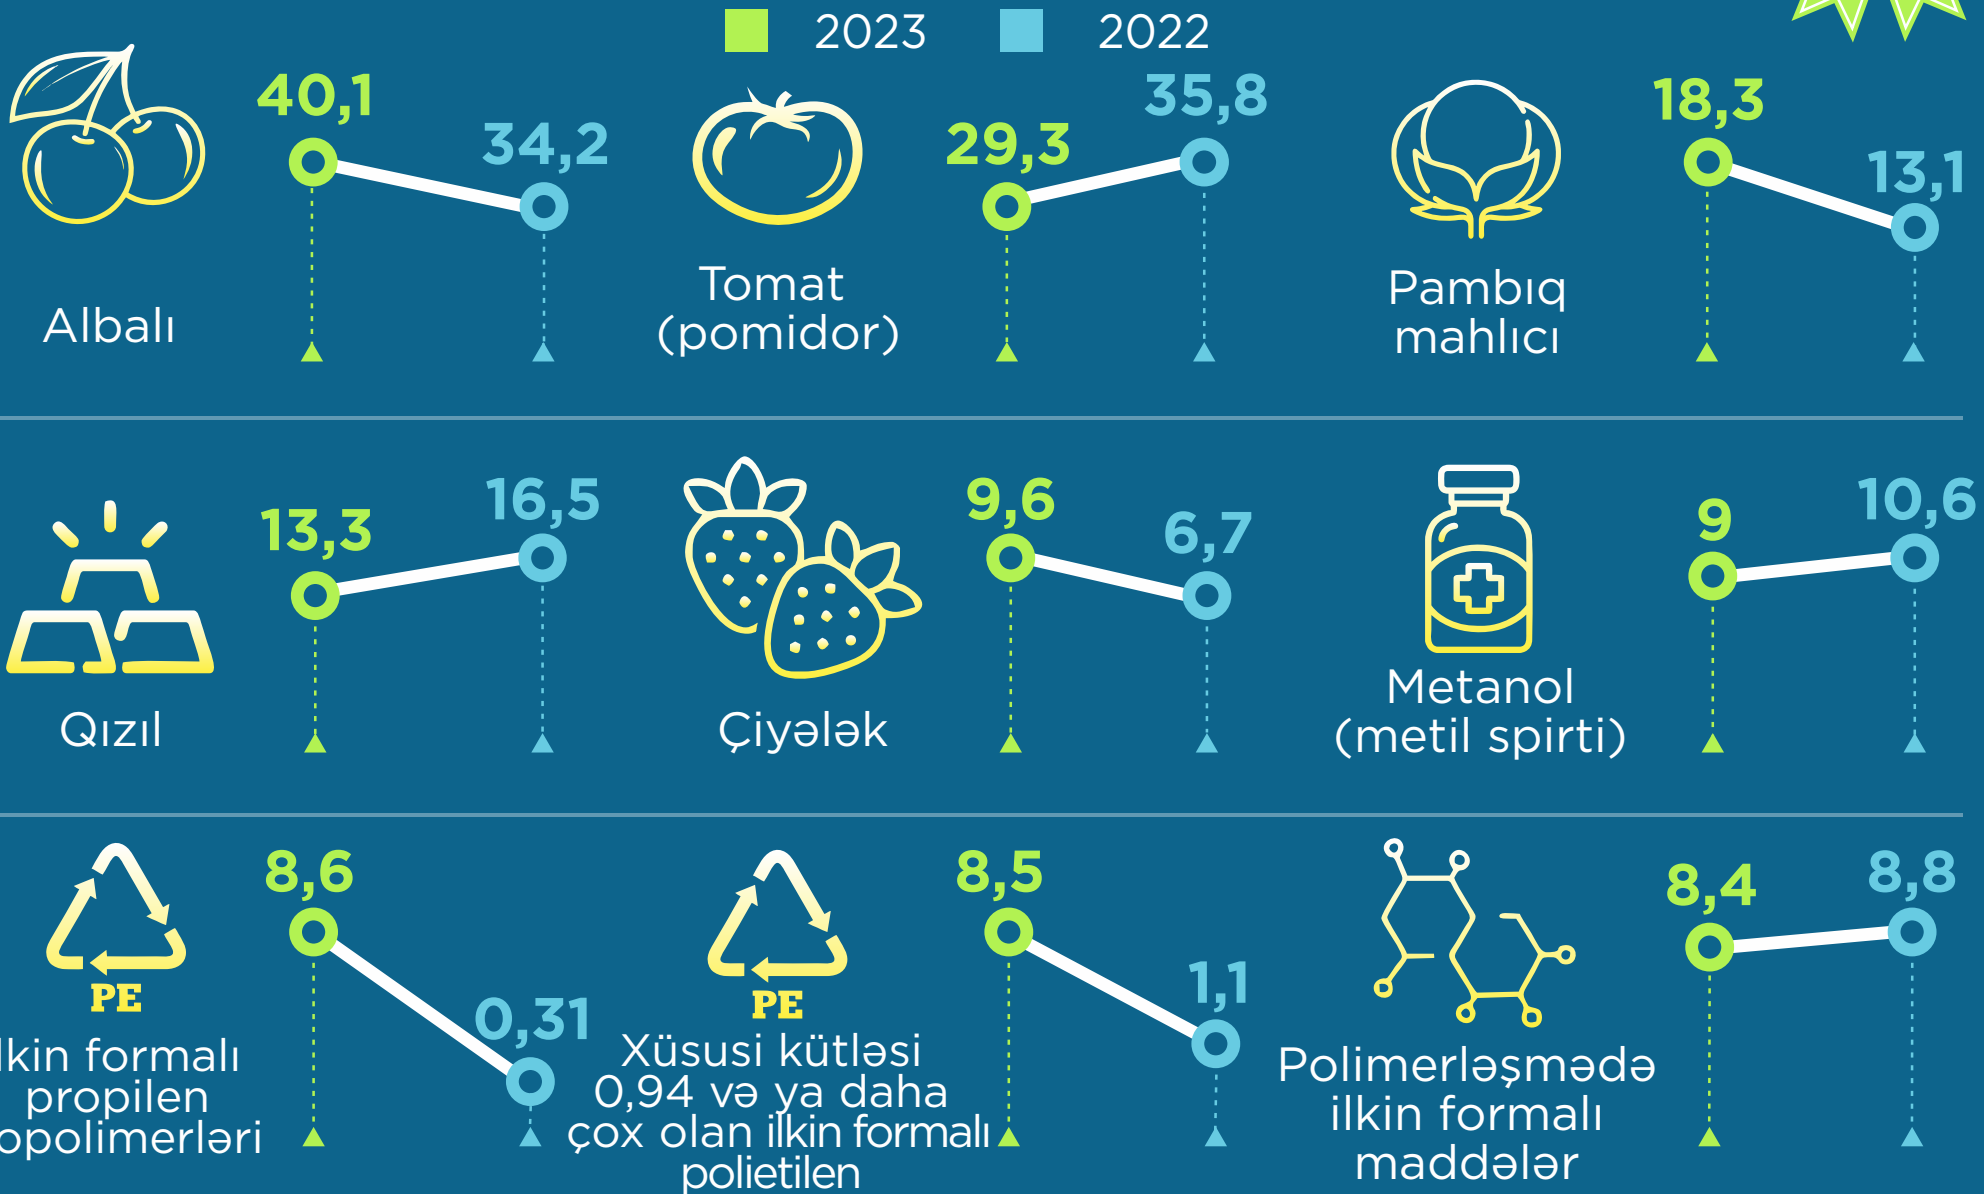 2023
2022
40,1
34,2
Albalı
29,3
35,8
Tomat
(pomidor)
18,3
13,1
Pambıq
mahlıcı
13,3
16,5
Qızıl
9,6
6,7
Çiyələk
9
10,6
Metanol
(metil spirti)
PE
8,6
0,31
lkin formalı
propilen
opolimerləri
PE
8,5
1,1
Xüsusi kütləsi
0,94 və ya daha
çox olan ilkin formalı
polietilen
8,4
8,8
Polimerləşmədə
ilkin formalı
maddələr